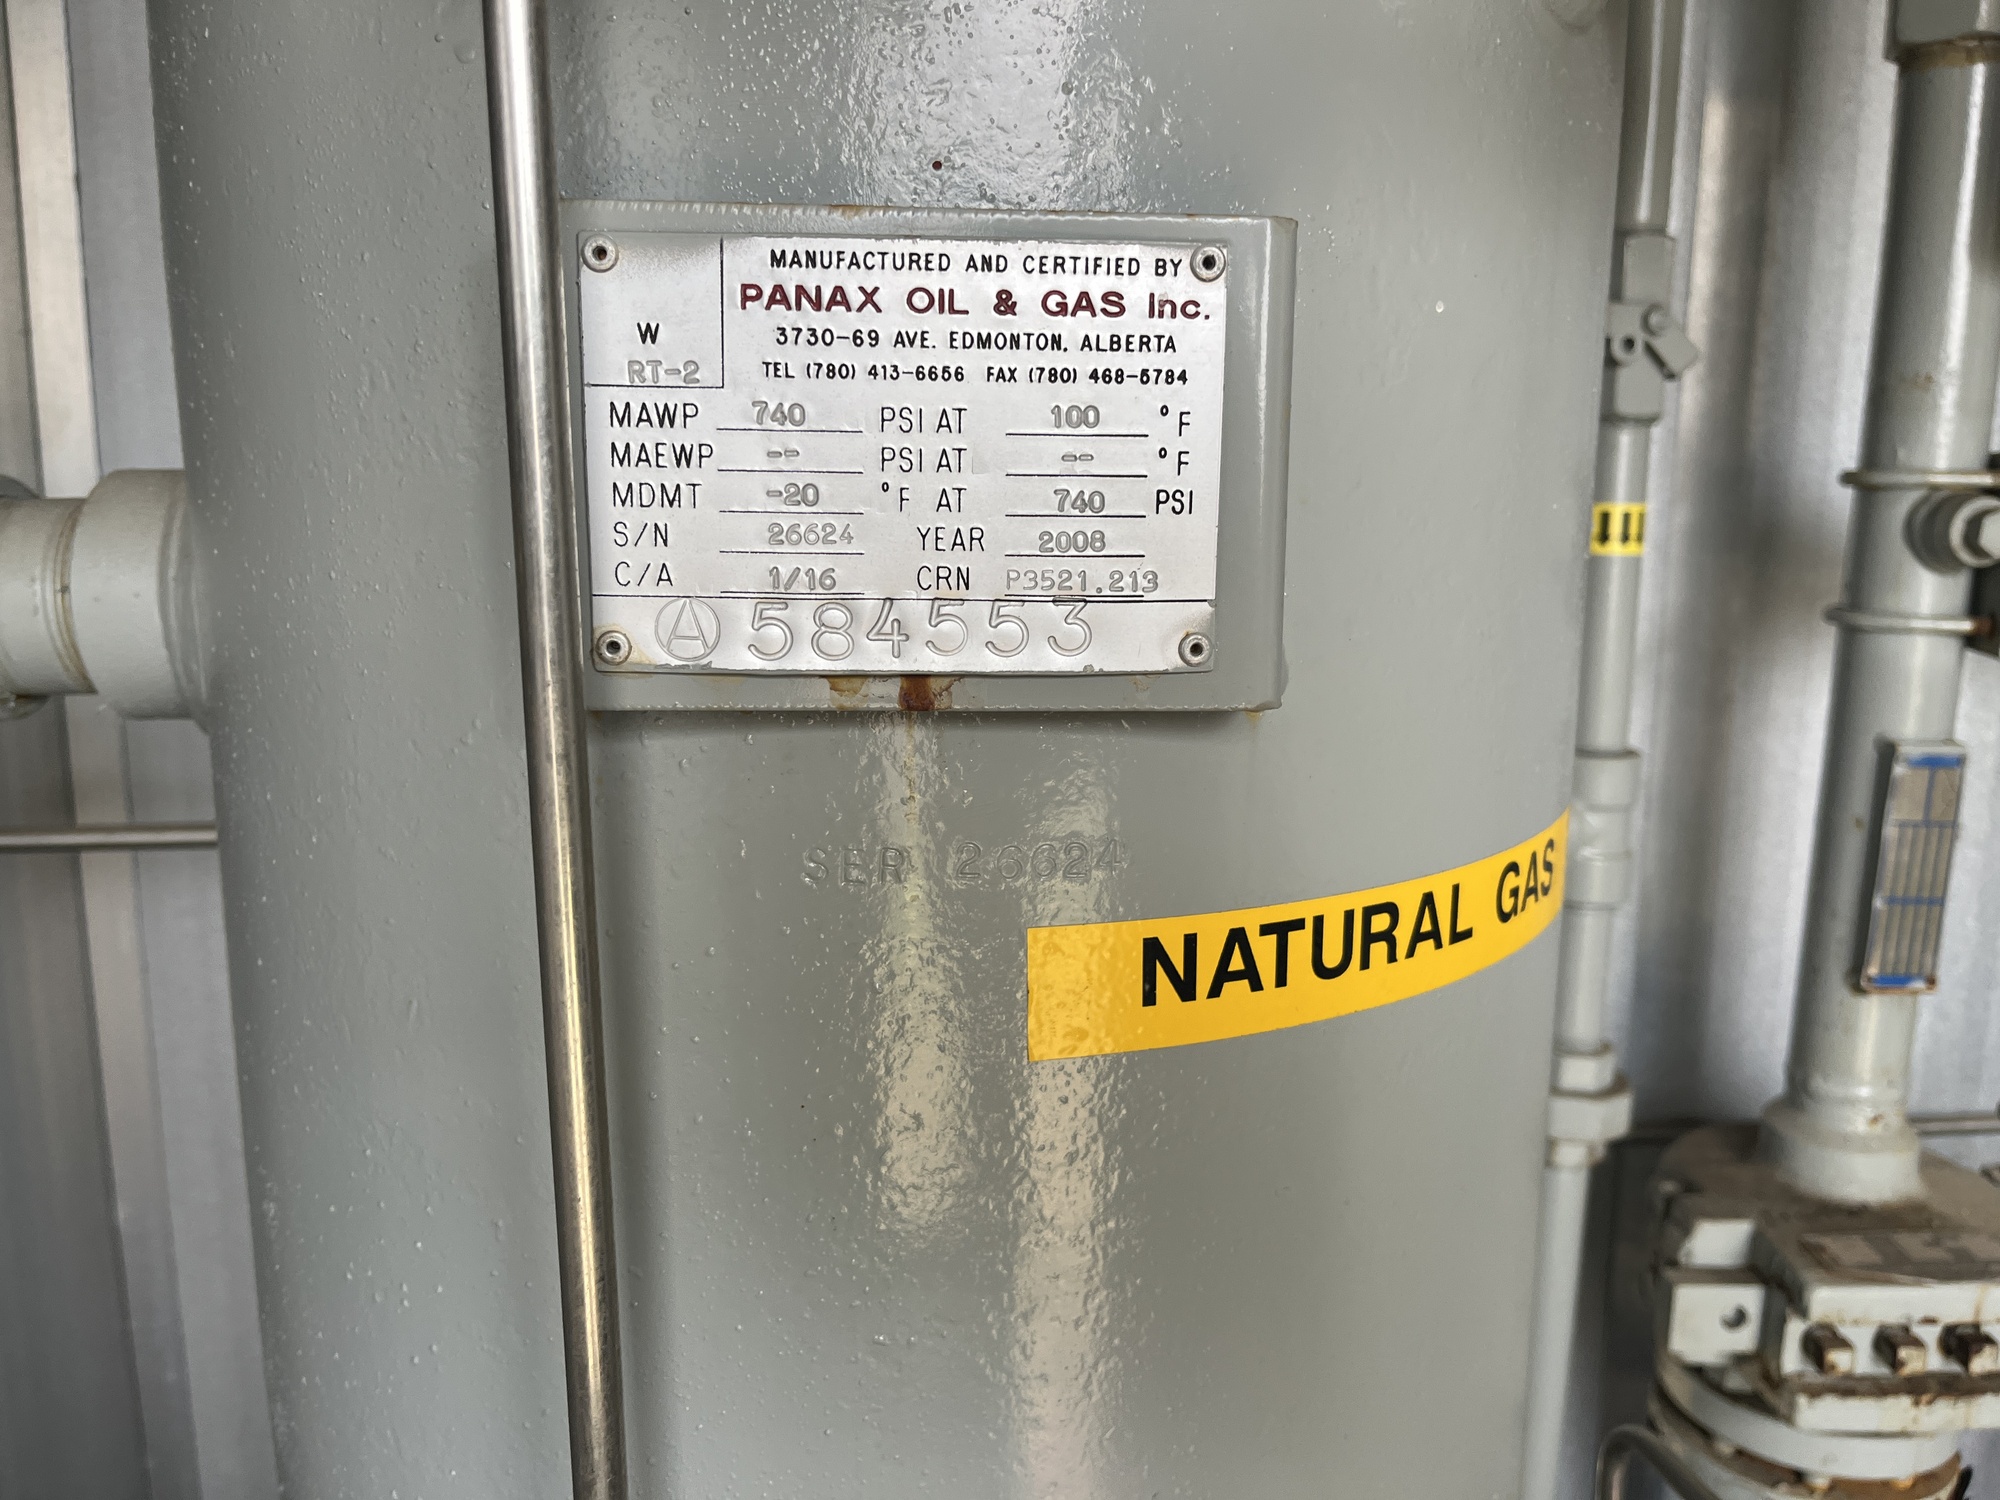 MANUFACTURED AND CERTIFIED BY
PANAX OIL & GAS Inc.
3730-69 AVE. EDMONTON, ALBERTA
TEL (780) 413-6656 FAX (780) 468-5784
W
RT-2
MAWP 740 PSI AT 100 °F
MAEWP -- PSI AT -- °F
MDMT -20 °F AT 740 PSI
S/N 26624 YEAR 2008
C/A 1/16 CRN P3521.213
A 584553
SER 26624
NATURAL GAS